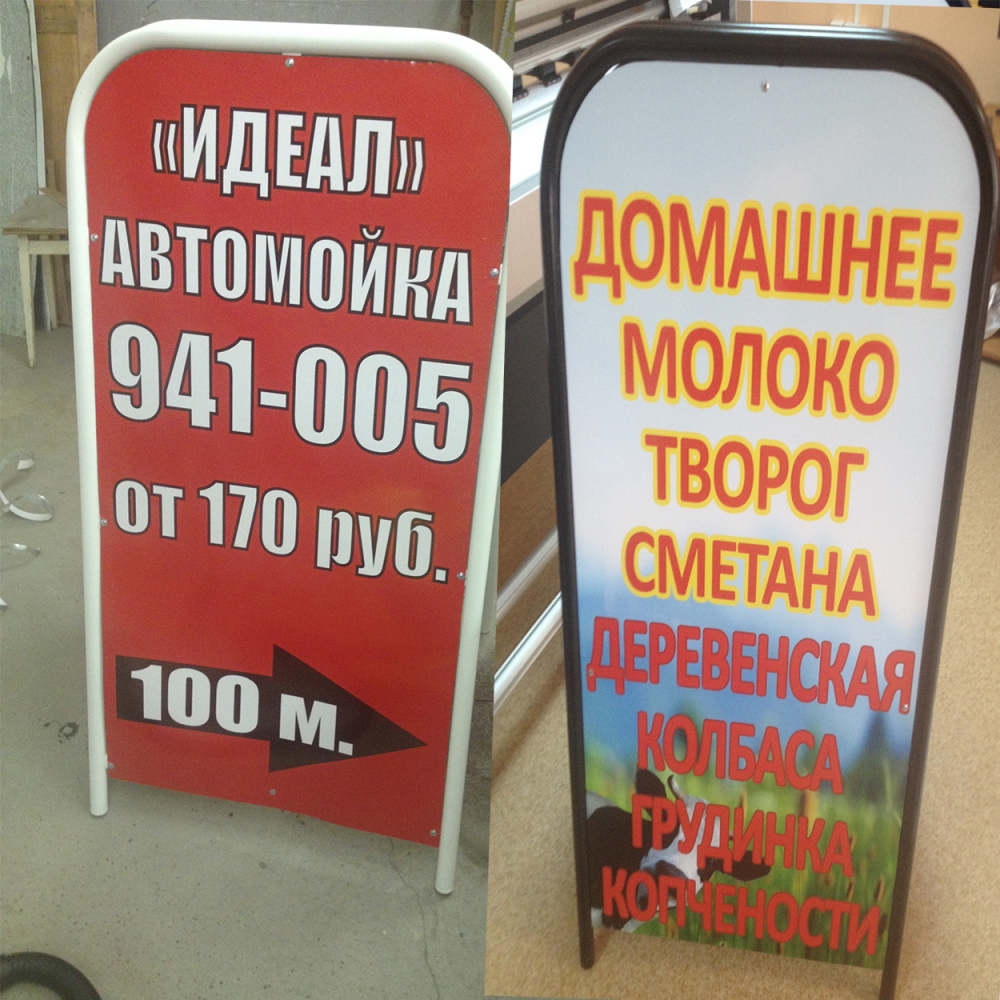 «ИДЕАЛ»
АВТОМОЙКА
941-005
от 170 руб.
100 м.
ДОМАШНЕЕ
МОЛОКО
ТВОРОГ
СМЕТАНА
ДЕРЕВЕНСКАЯ
КОЛБАСА
ГРУДИНКА
КОПЧЕНОСТИ